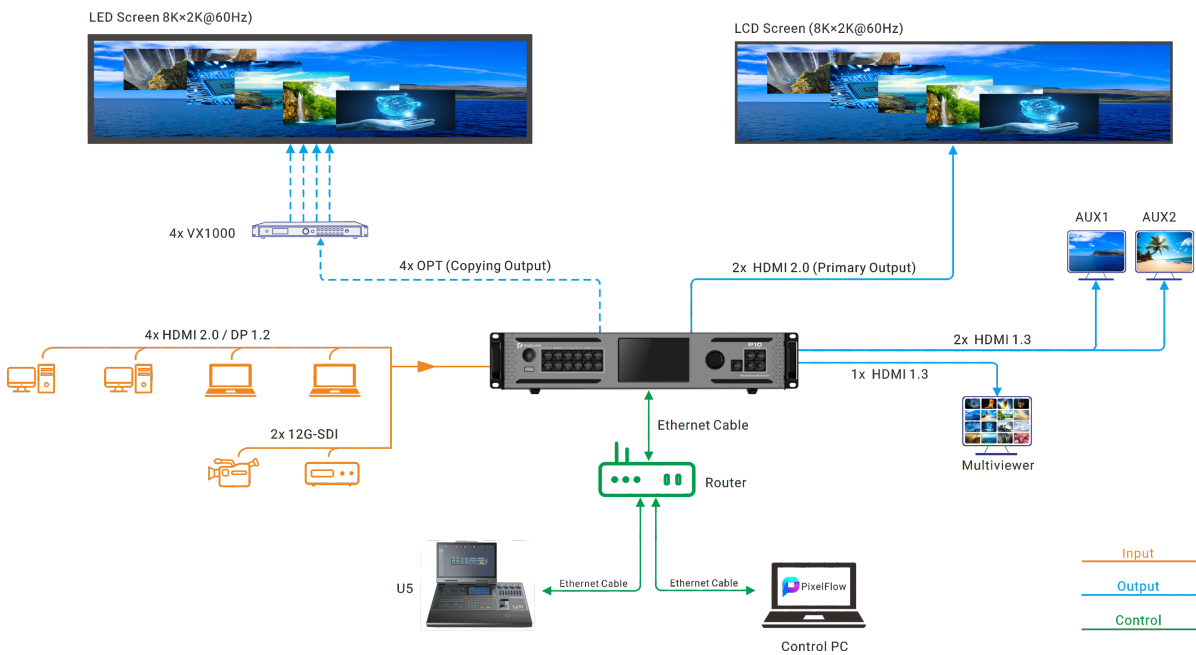 LED Screen 8K×2K@60Hz)
LCD Screen (8K×2K@60Hz)
4x VX1000
AUX1
AUX2
4x OPT (Copying Output)
2x HDMI 2.0 (Primary Output)
4x HDMI 2.0 / DP 1.2
P10
2x HDMI 1.3
1x HDMI 1.3
Ethernet Cable
2x 12G-SDI
Multiviewer
Router
Input
U5
Ethernet Cable
Ethernet Cable
PixelFlow
Output
U5
Control
Control PC